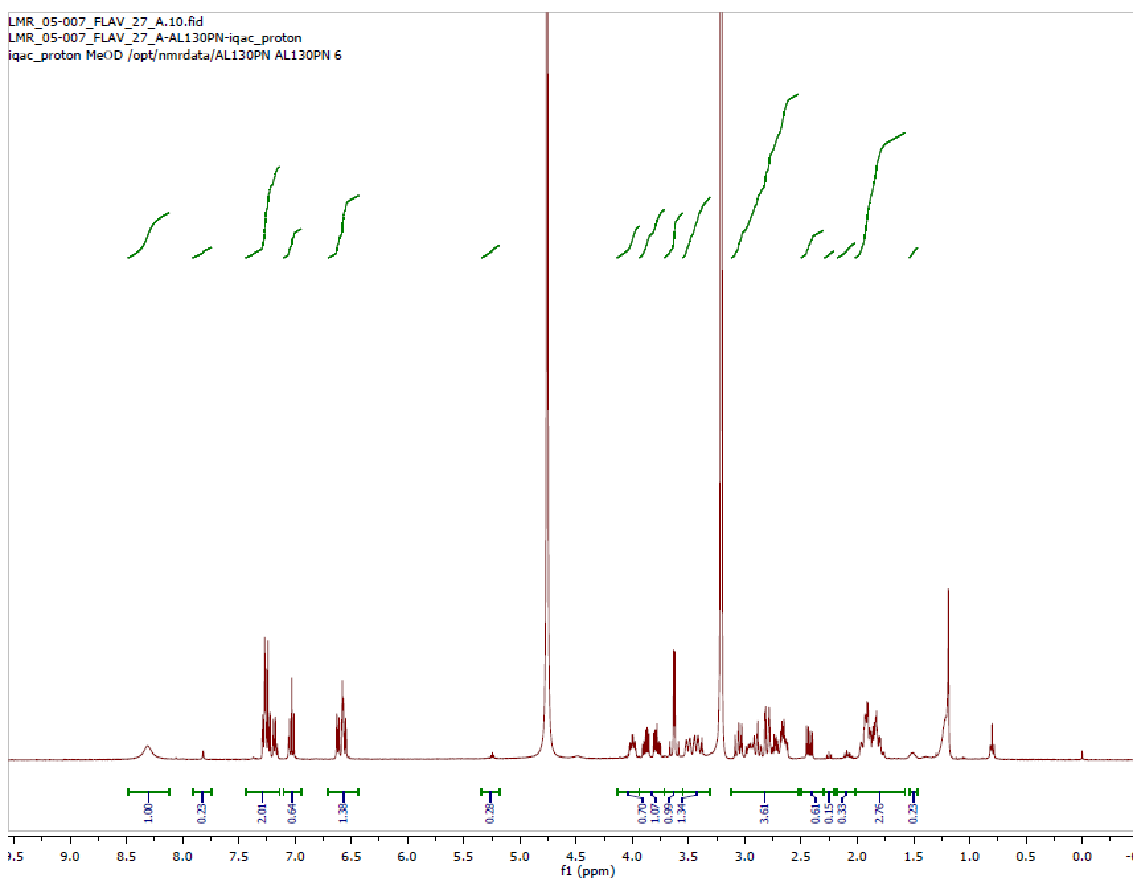 LMR_05-007_FLAV_27_A.10.fid
LMR_05-007_FLAV_27_A-AL130PN-iqac_proton
iqac_proton MeOD /opt/nmrdata/AL130PN AL130PN 6
1.00 0.23 2.01 0.64 1.38 0.28 0.70 1.07 0.99 1.34 3.61 0.61 0.15 0.33 2.76 0.23
9.5 9.0 8.5 8.0 7.5 7.0 6.5 6.0 5.5 5.0 4.5 4.0 3.5 3.0 2.5 2.0 1.5 1.0 0.5 0.0 -0
f1 (ppm)